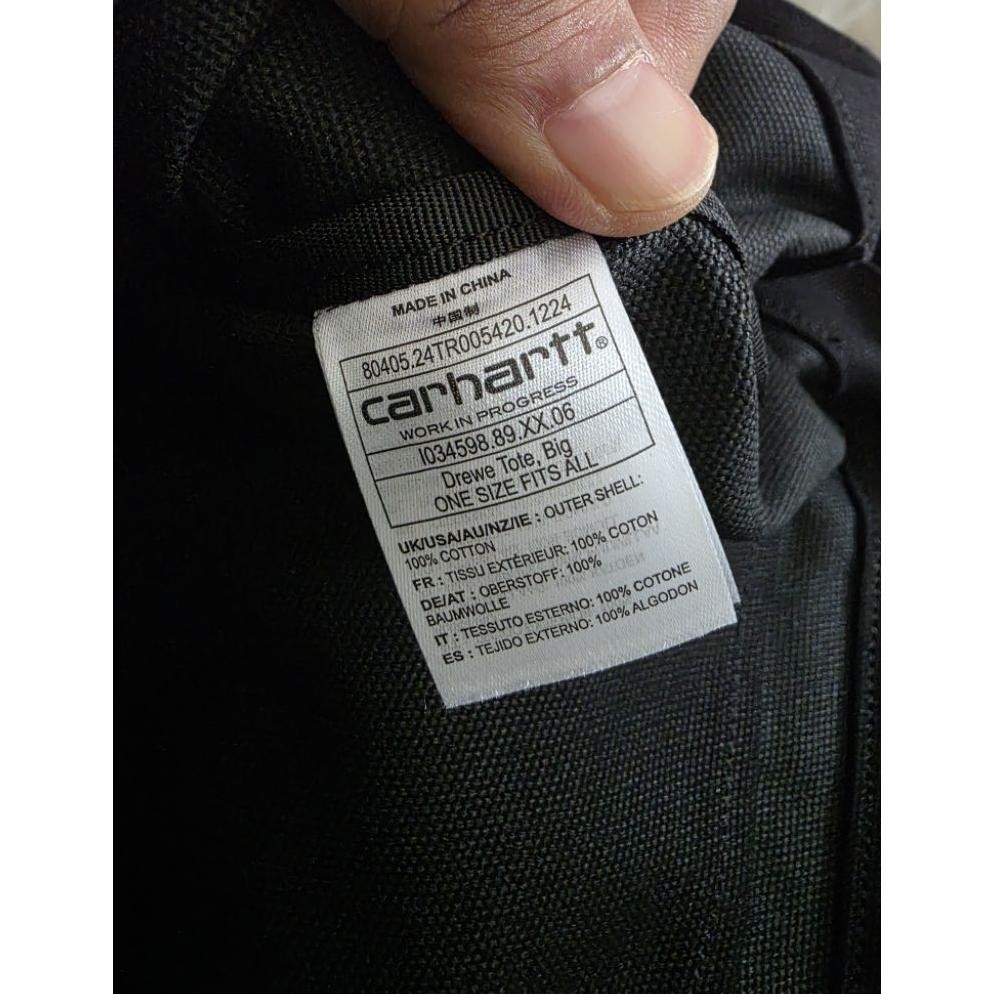 MADE IN CHINA
中国制
80405.24TR005420.1224
carhartt®
WORK IN PROGRESS
I034598.89.XX.06
Drewe Tote, Big
ONE SIZE FITS ALL
UK/USA/AU/NZ/IE : OUTER SHELL:
100% COTTON
FR : TISSU EXTÉRIEUR: 100% COTON
DE/AT : OBERSTOFF: 100%
BAUMWOLLE
IT : TESSUTO ESTERNO: 100% COTONE
ES : TEJIDO EXTERNO: 100% ALGODON